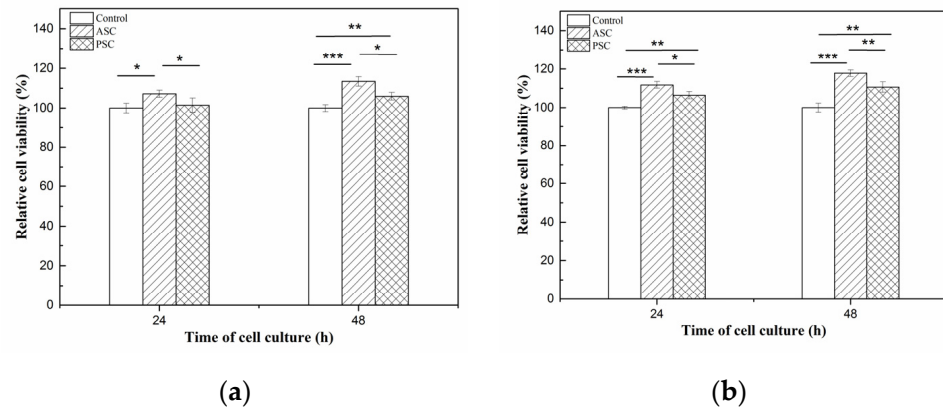 Control
ASC
PSC
140
120
100
80
60
40
20
0
Relative cell viability (%)
* *
** *** *
24 48
Time of cell culture (h)
(a)
Control
ASC
PSC
140
120
100
80
60
40
20
0
Relative cell viability (%)
** *** *
** *** **
24 48
Time of cell culture (h)
(b)